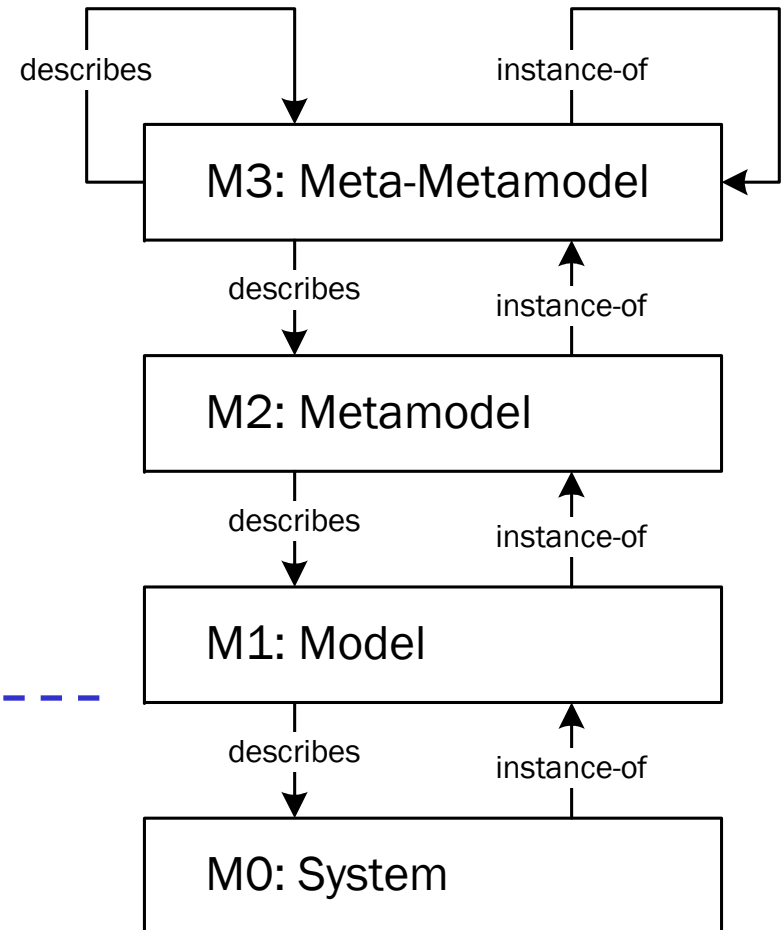 describes
instance-of
M3: Meta-Metamodel
describes
instance-of
M2: Metamodel
describes
instance-of
M1: Model
describes
instance-of
M0: System